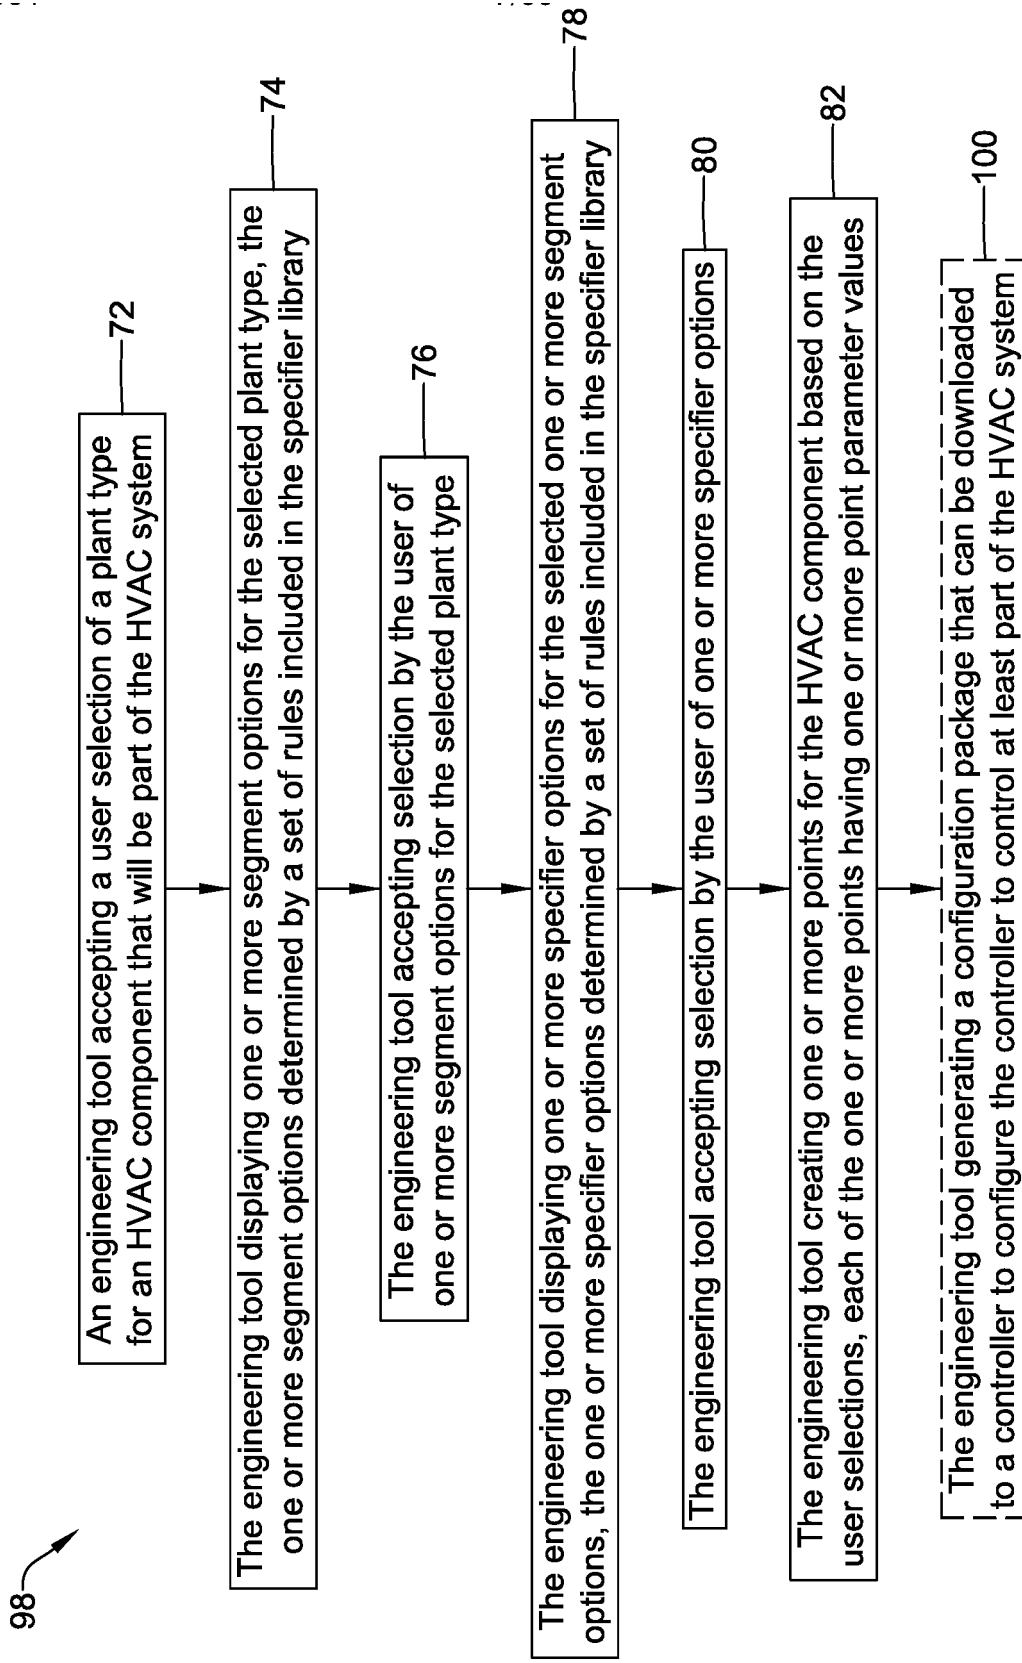 98
An engineering tool accepting a user selection of a plant type
for an HVAC component that will be part of the HVAC system
72
The engineering tool displaying one or more segment options for the selected plant type, the
one or more segment options determined by a set of rules included in the specifier library
74
The engineering tool accepting selection by the user of
one or more segment options for the selected plant type
76
The engineering tool displaying one or more specifier options for the selected one or more segment
options, the one or more specifier options determined by a set of rules included in the specifier library
78
The engineering tool accepting selection by the user of one or more specifier options
80
The engineering tool creating one or more points for the HVAC component based on the
user selections, each of the one or more points having one or more point parameter values
82
The engineering tool generating a configuration package that can be downloaded
to a controller to configure the controller to control at least part of the HVAC system
100